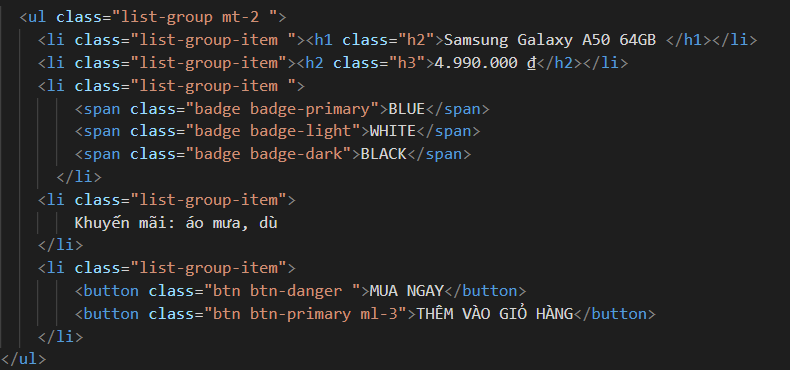 <ul class="list-group mt-2 ">
<li class="list-group-item "><h1 class="h2">Samsung Galaxy A50 64GB </h1></li>
<li class="list-group-item"><h2 class="h3">4.990.000 ₫</h2></li>
<li class="list-group-item ">
<span class="badge badge-primary">BLUE</span>
<span class="badge badge-light">WHITE</span>
<span class="badge badge-dark">BLACK</span>
</li>
<li class="list-group-item">
Khuyến mãi: áo mưa, dù
</li>
<li class="list-group-item">
<button class="btn btn-danger ">MUA NGAY</button>
<button class="btn btn-primary ml-3">THÊM VÀO GIỎ HÀNG</button>
</li>
</ul>